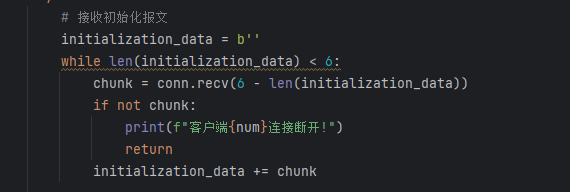 # 接收初始化报文
initialization_data = b''
while len(initialization_data) < 6:
chunk = conn.recv(6 - len(initialization_data))
if not chunk:
print(f"客户端{num}连接断开!")
return
initialization_data += chunk